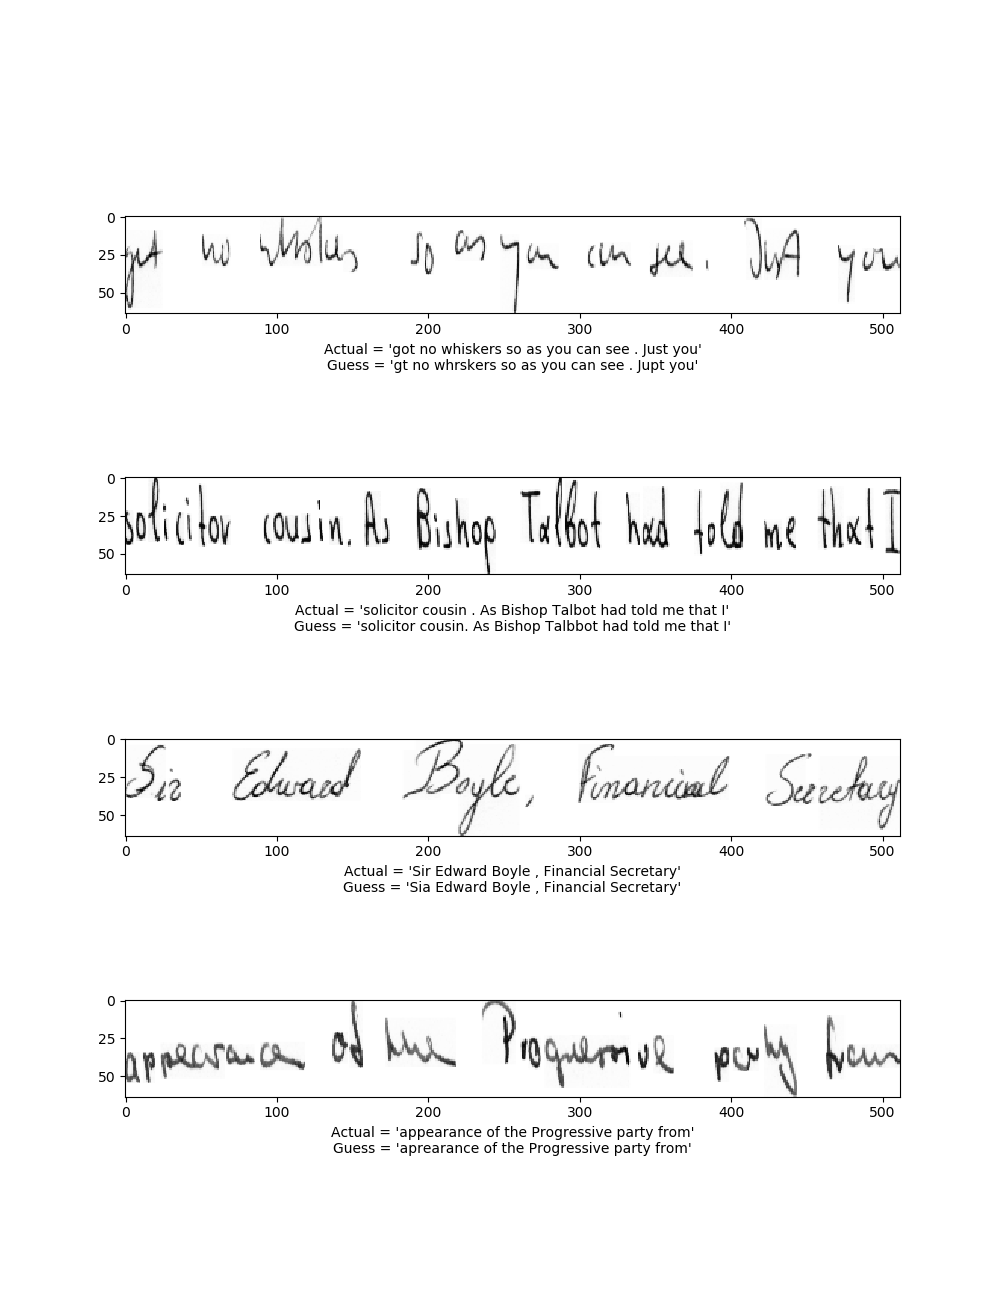 0
25
50
got no whiskers so as you can see. Just you
0 100 200 300 400 500
Actual = 'got no whiskers so as you can see . Just you'
Guess = 'gt no whrskers so as you can see . Jupt you'
0
25
50
solicitor cousin. As Bishop Talbot had told me that I
0 100 200 300 400 500
Actual = 'solicitor cousin . As Bishop Talbot had told me that I'
Guess = 'solicitor cousin. As Bishop Talbbot had told me that I'
0
25
50
Sir Edward Boyle, Financial Secretary
0 100 200 300 400 500
Actual = 'Sir Edward Boyle , Financial Secretary'
Guess = 'Sia Edward Boyle , Financial Secretary'
0
25
50
appearance of the Progressive party from
0 100 200 300 400 500
Actual = 'appearance of the Progressive party from'
Guess = 'aprearance of the Progressive party from'